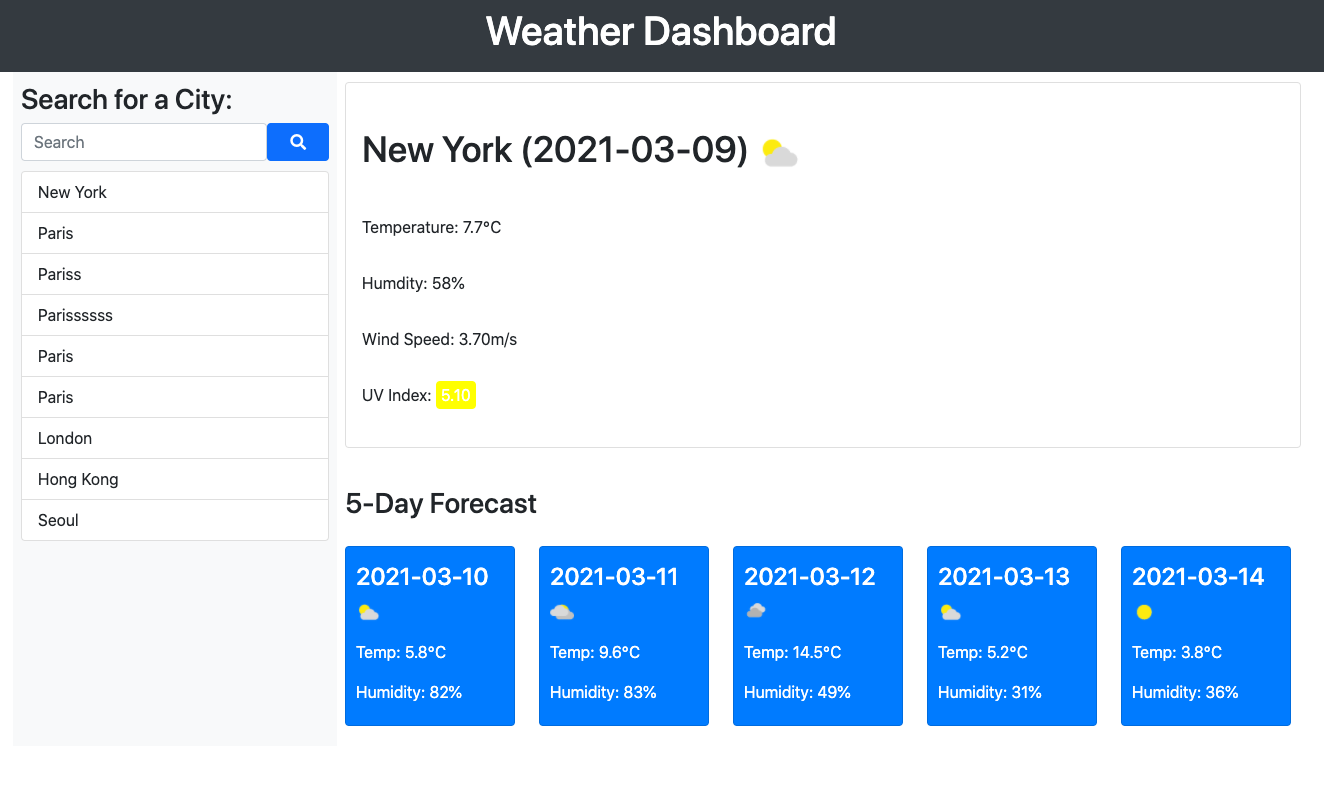 Weather Dashboard
Search for a City:
Search
New York
Paris
Pariss
Parissssss
Paris
Paris
London
Hong Kong
Seoul
New York (2021-03-09)
Temperature: 7.7°C
Humdity: 58%
Wind Speed: 3.70m/s
UV Index: 5.10
5-Day Forecast
2021-03-10
Temp: 5.8°C
Humidity: 82%
2021-03-11
Temp: 9.6°C
Humidity: 83%
2021-03-12
Temp: 14.5°C
Humidity: 49%
2021-03-13
Temp: 5.2°C
Humidity: 31%
2021-03-14
Temp: 3.8°C
Humidity: 36%